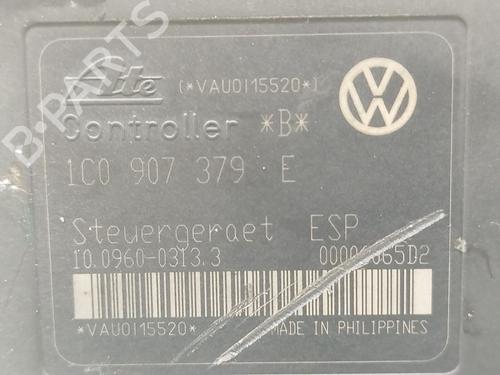 Ate (*VAU0115520*)
Controller *B*
1C0 907 379 E
Steuergeraet ESP
10.0960-0313.3
*VAU0115520*
MADE IN PHILIPPINES
B-PARTS